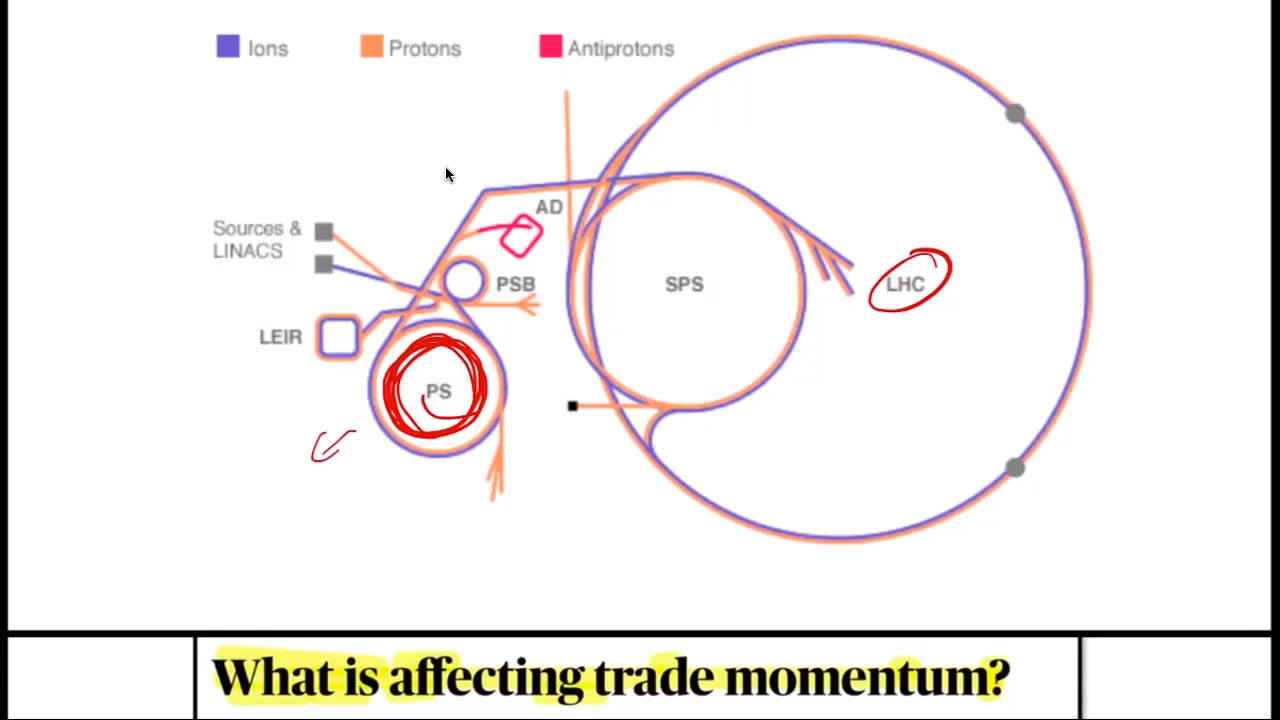 Ions Protons Antiprotons
AD
Sources &
LINACS
PSB SPS LHC
LEIR
PS
What is affecting trade momentum?